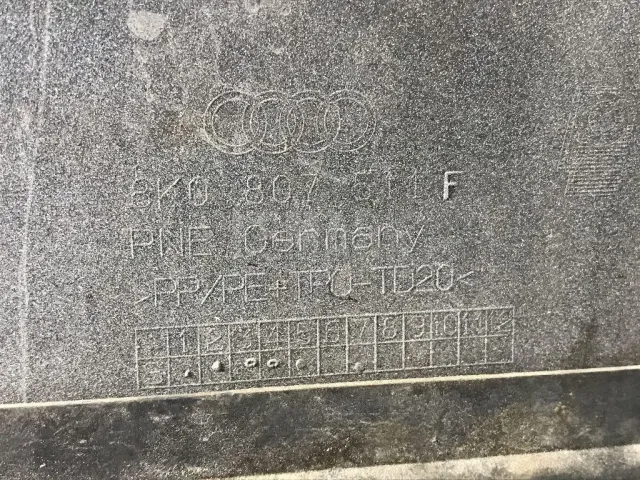 8K0 807 511 F
PNE Germany
>PP/PE+TPO-TD20<
1 2 3 4 5 6 7 8 9 10 11 12